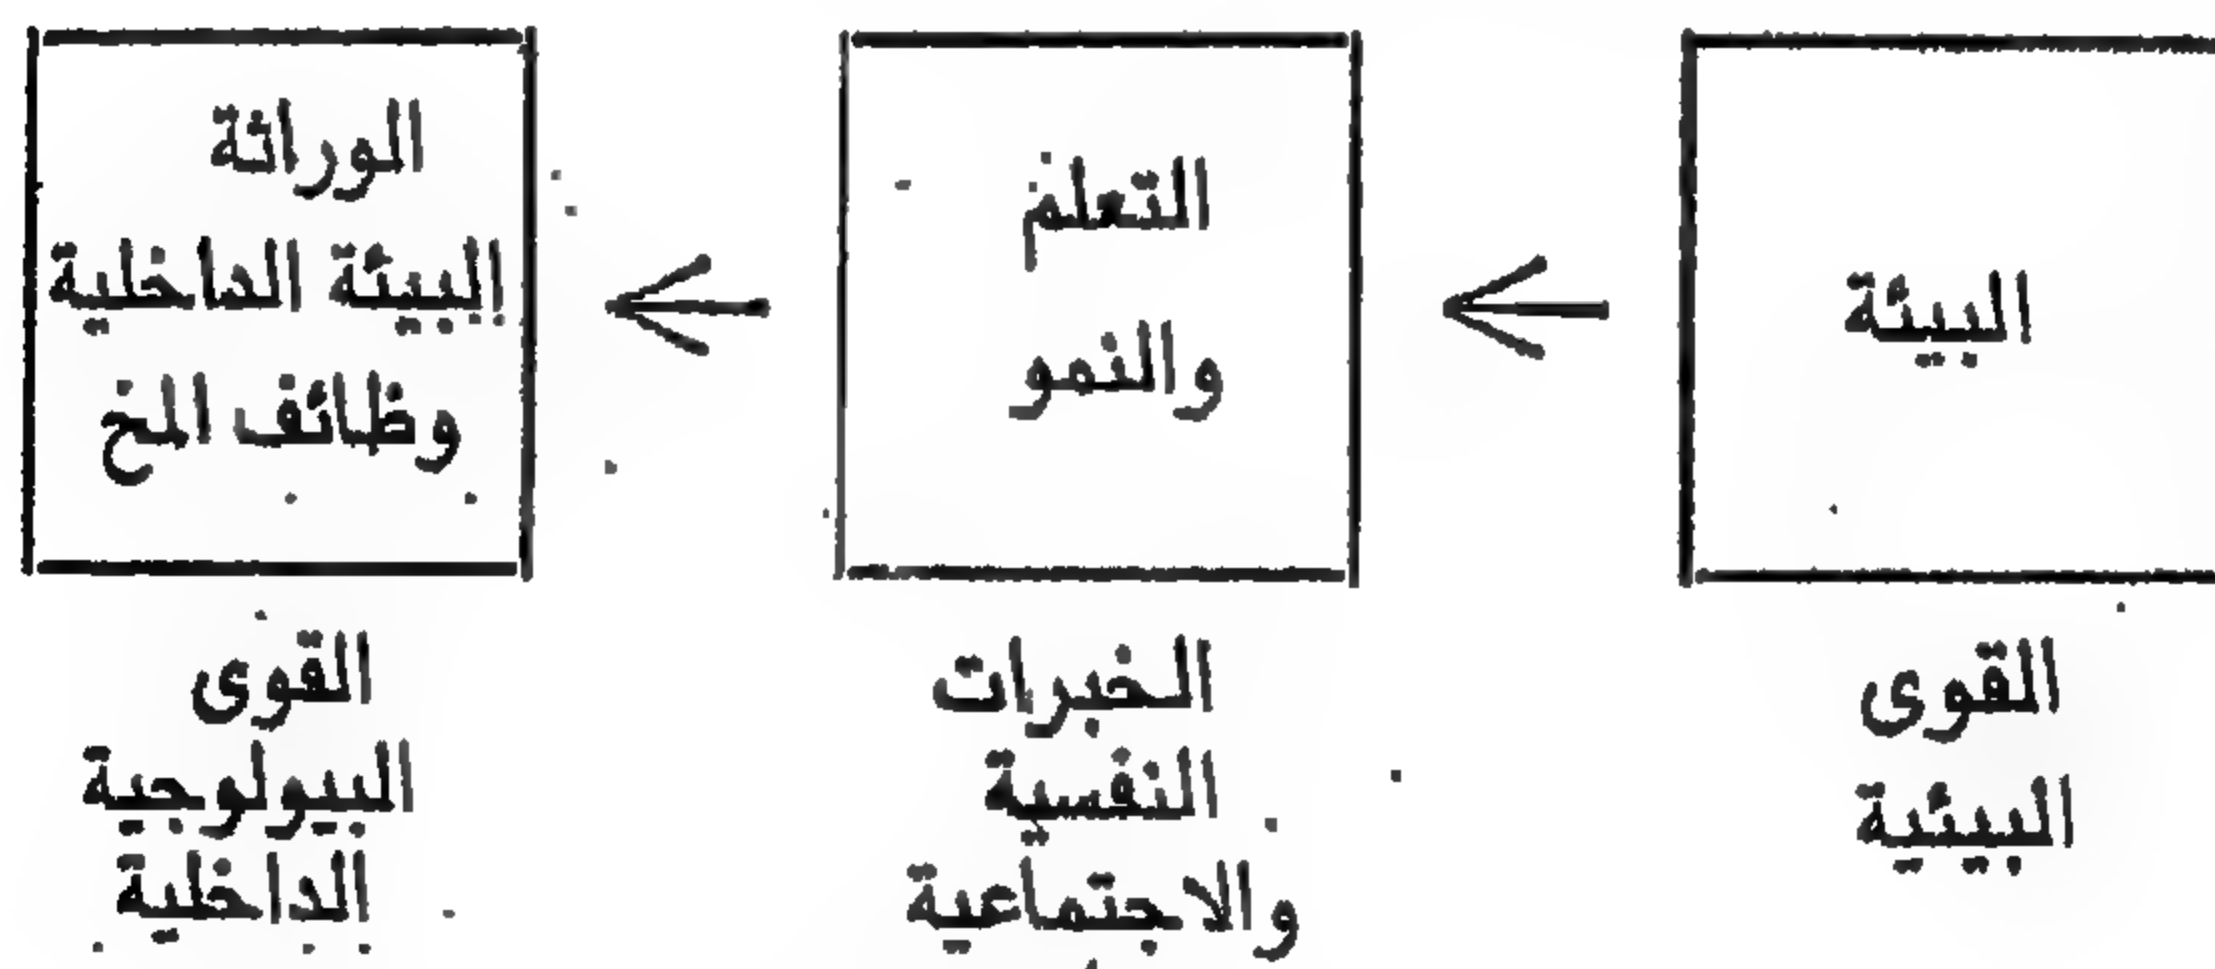 البيئة
القوى
البيئية
التعلم
والنمو
الخبرات
النفسية
والاجتماعية
الوراثة
البيئة الداخلية
وظائف المخ
القوى
البيولوجية
الداخلية